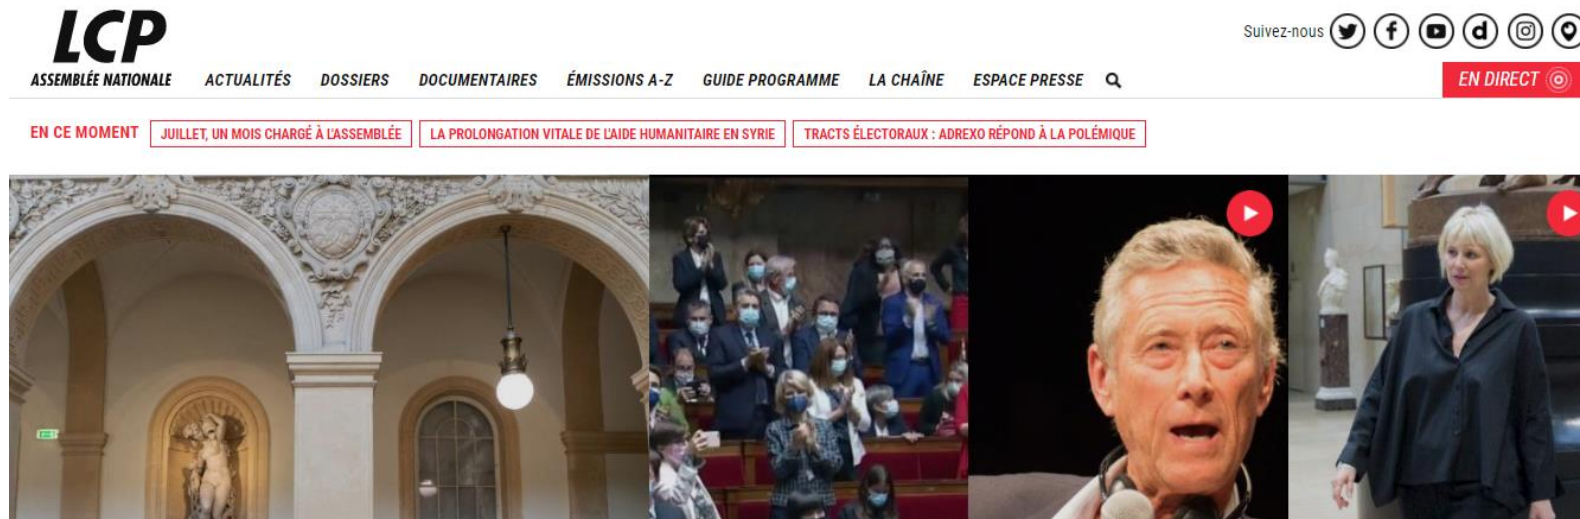 LCP
ASSEMBLÉE NATIONALE
Suivez-nous
ACTUALITÉS DOSSIERS DOCUMENTAIRES ÉMISSIONS A-Z GUIDE PROGRAMME LA CHAÎNE ESPACE PRESSE
EN DIRECT
EN CE MOMENT JUILLET, UN MOIS CHARGÉ À L'ASSEMBLÉE LA PROLONGATION VITALE DE L'AIDE HUMANITAIRE EN SYRIE TRACTS ÉLECTORAUX : ADREXO RÉPOND À LA POLÉMIQUE